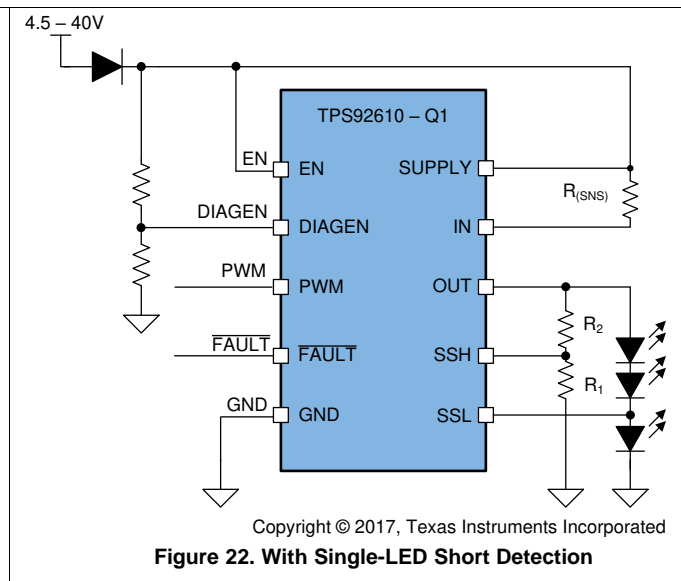 4.5 – 40V
TPS92610 – Q1
EN
EN
SUPPLY
R(SNS)
DIAGEN
DIAGEN
IN
PWM
PWM
OUT
R2
FAULT
FAULT
SSH
R1
GND
GND
SSL
Copyright © 2017, Texas Instruments Incorporated
Figure 22. With Single-LED Short Detection